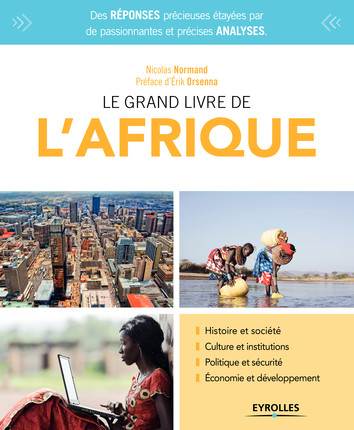 Des RÉPONSES précieuses étayées par
de passionnantes et précises ANALYSES.
Nicolas Normand
Préface d'Érik Orsenna
LE GRAND LIVRE DE
L'AFRIQUE
Histoire et société
Culture et institutions
Politique et sécurité
Économie et développement
EYROLLES